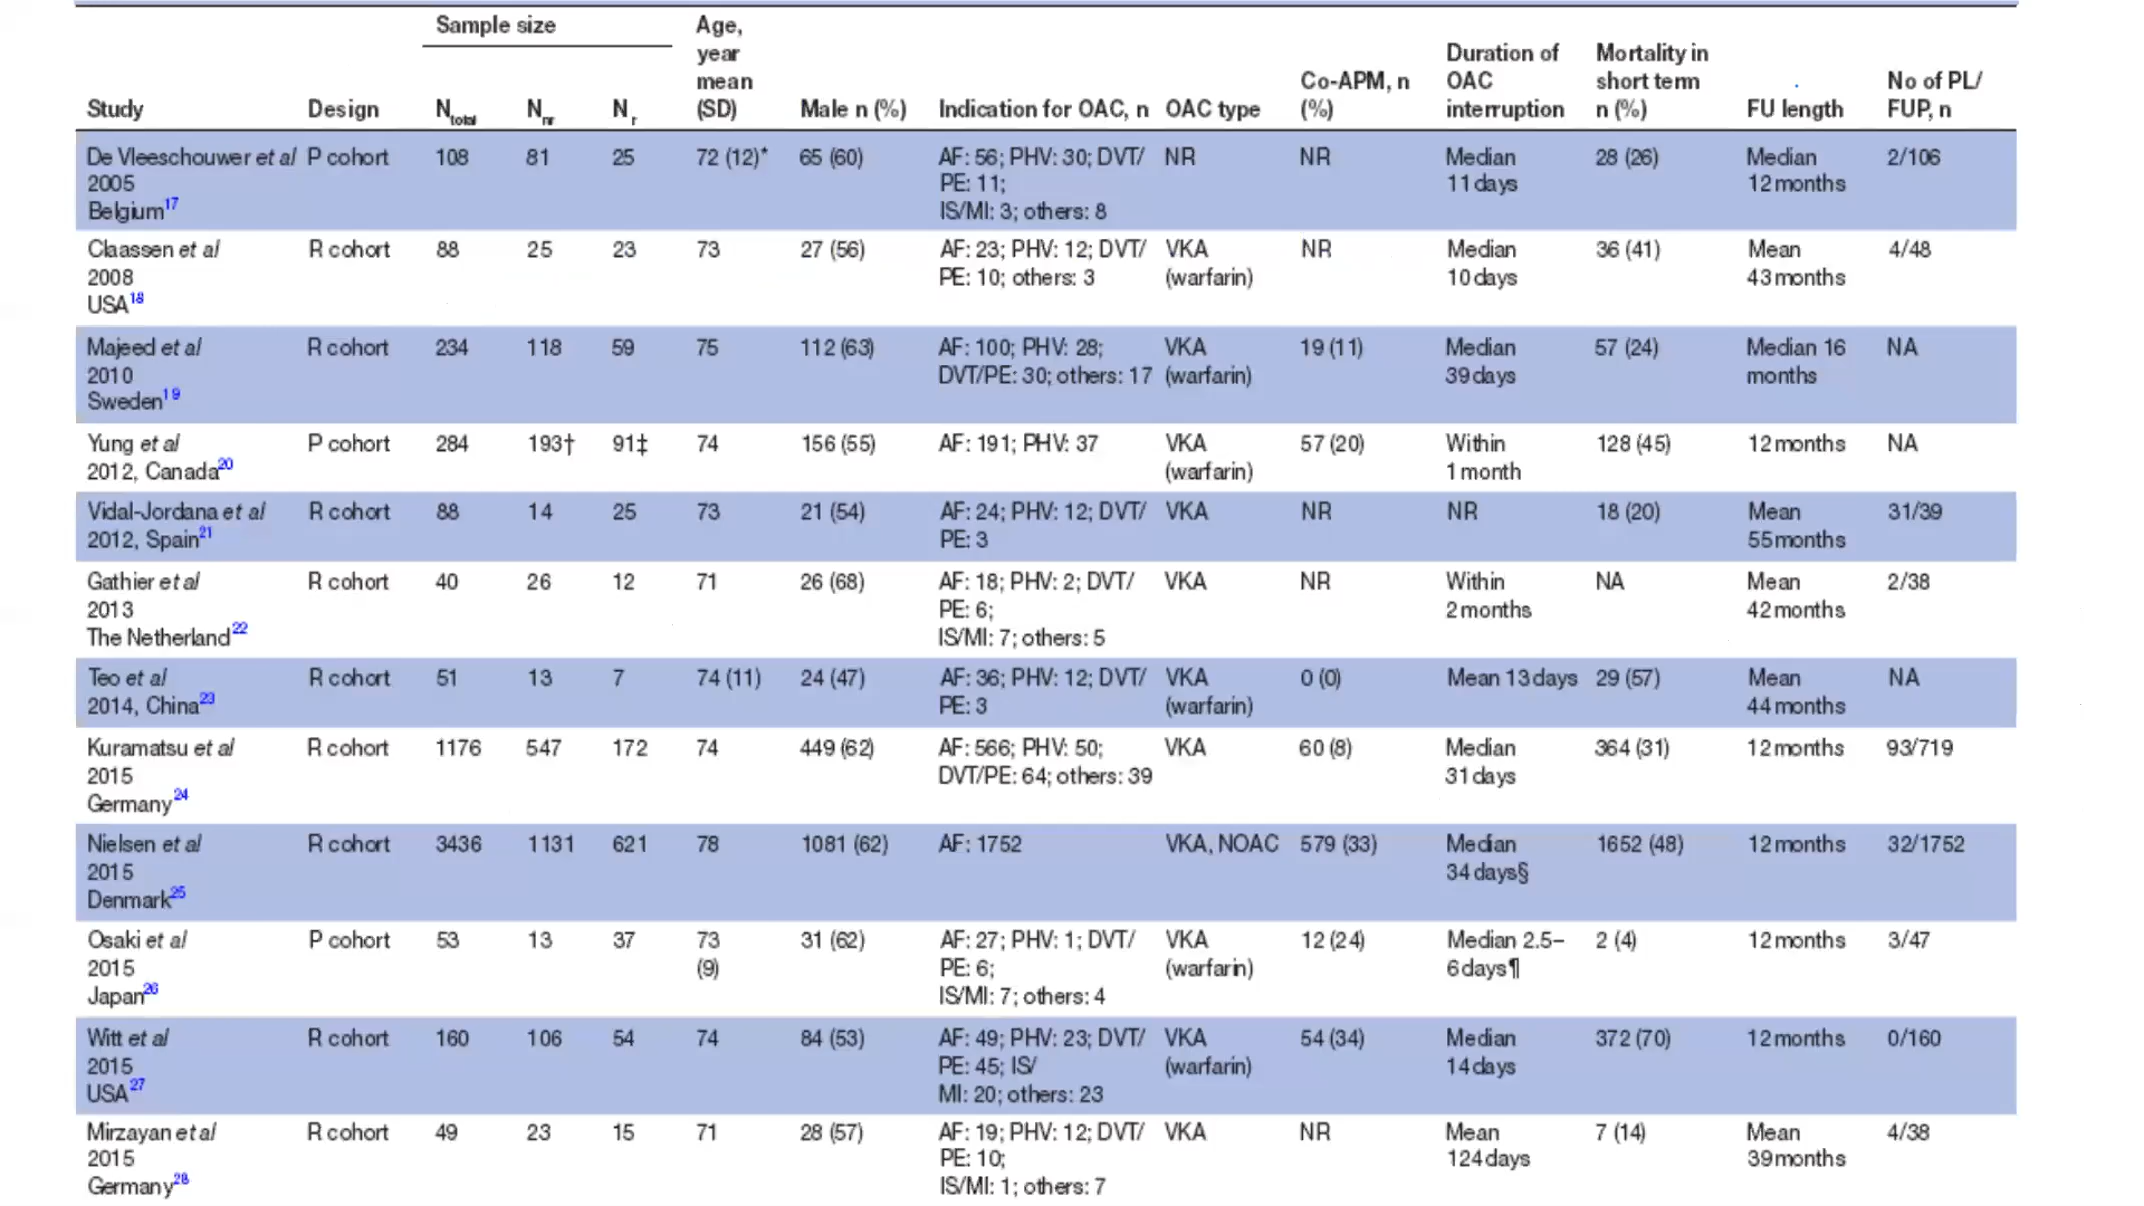 Sample size
Age, year mean (SD)
Study Design Ntotal Nnr Nr Male n (%) Indication for OAC, n OAC type Co-APM, n (%) Duration of OAC interruption Mortality in short term n (%) FU length No of PL/ FUP, n
De Vleeschouwer et al P cohort 108 81 25 72 (12)* 65 (60) AF: 56; PHV: 30; DVT/ NR NR Median 28 (26) Median 2/106
2005 PE: 11; 11 days 12 months
Belgium17 IS/MI: 3; others: 8
Claassen et al R cohort 88 25 23 73 27 (56) AF: 23; PHV: 12; DVT/ VKA NR Median 36 (41) Mean 4/48
2008 PE: 10; others: 3 (warfarin) 10 days 43 months
USA18
Majeed et al R cohort 234 118 59 75 112 (63) AF: 100; PHV: 28; VKA 19 (11) Median 57 (24) Median 16 NA
2010 DVT/PE: 30; others: 17 (warfarin) 39 days months
Sweden19
Yung et al P cohort 284 193† 91‡ 74 156 (55) AF: 191; PHV: 37 VKA 57 (20) Within 128 (45) 12 months NA
2012, Canada20 (warfarin) 1 month
Vidal-Jordana et al R cohort 88 14 25 73 21 (54) AF: 24; PHV: 12; DVT/ VKA NR NR 18 (20) Mean 31/39
2012, Spain21 PE: 3 55 months
Gathier et al R cohort 40 26 12 71 26 (68) AF: 18; PHV: 2; DVT/ VKA NR Within NA Mean 2/38
2013 PE: 6; 2 months 42 months
The Netherland22 IS/MI: 7; others: 5
Teo et al R cohort 51 13 7 74 (11) 24 (47) AF: 36; PHV: 12; DVT/ VKA 0 (0) Mean 13 days 29 (57) Mean NA
2014, China23 PE: 3 (warfarin) 44 months
Kuramatsu et al R cohort 1176 547 172 74 449 (62) AF: 566; PHV: 50; VKA 60 (8) Median 364 (31) 12 months 93/719
2015 DVT/PE: 64; others: 39 31 days
Germany24
Nielsen et al R cohort 3436 1131 621 78 1081 (62) AF: 1752 VKA, NOAC 579 (33) Median 1652 (48) 12 months 32/1752
2015 34 days§
Denmark25
Osaki et al P cohort 53 13 37 73 31 (62) AF: 27; PHV: 1; DVT/ VKA 12 (24) Median 2.5– 2 (4) 12 months 3/47
2015 (9) PE: 6; (warfarin) 6 days¶
Japan26 IS/MI: 7; others: 4
Witt et al R cohort 160 106 54 74 84 (53) AF: 49; PHV: 23; DVT/ VKA 54 (34) Median 372 (70) 12 months 0/160
2015 PE: 45; IS/ (warfarin) 14 days
USA27 MI: 20; others: 23
Mirzayan et al R cohort 49 23 15 71 28 (57) AF: 19; PHV: 12; DVT/ VKA NR Mean 7 (14) Mean 4/38
2015 PE: 10; 124 days 39 months
Germany28 IS/MI: 1; others: 7